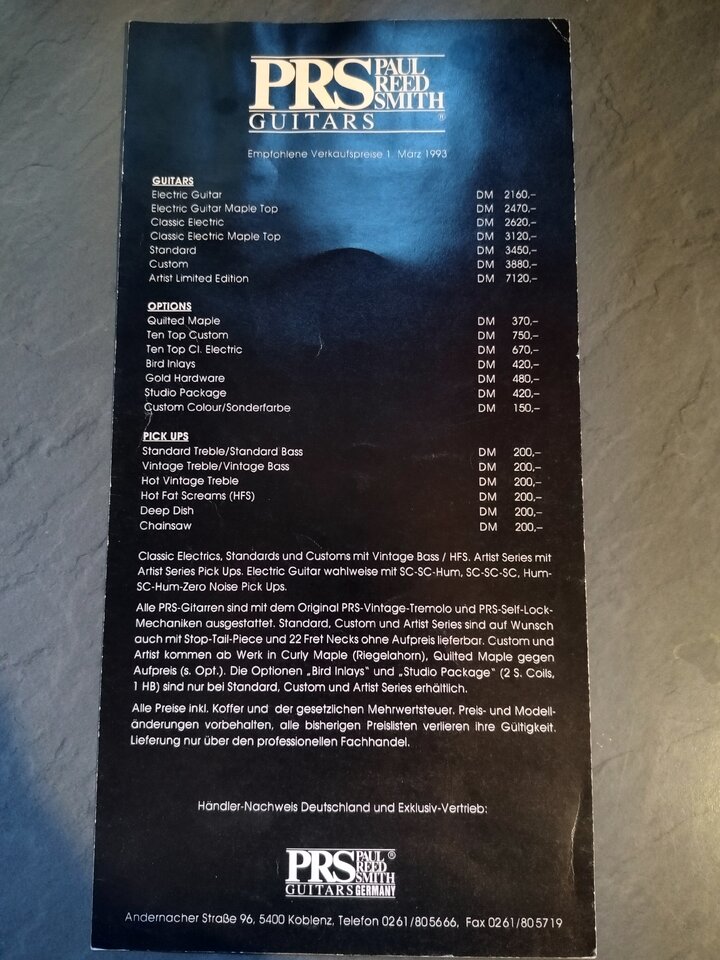 PRS PAUL REED SMITH
GUITARS ®
Empfohlene Verkaufspreise 1. März 1993
GUITARS
Electric Guitar DM 2160,–
Electric Guitar Maple Top DM 2470,–
Classic Electric DM 2620,–
Classic Electric Maple Top DM 3120,–
Standard DM 3450,–
Custom DM 3880,–
Artist Limited Edition DM 7120,–
OPTIONS
Quilted Maple DM 370,–
Ten Top Custom DM 750,–
Ten Top Cl. Electric DM 670,–
Bird Inlays DM 420,–
Gold Hardware DM 480,–
Studio Package DM 420,–
Custom Colour/Sonderfarbe DM 150,–
PICK UPS
Standard Treble/Standard Bass DM 200,–
Vintage Treble/Vintage Bass DM 200,–
Hot Vintage Treble DM 200,–
Hot Fat Screams (HFS) DM 200,–
Deep Dish DM 200,–
Chainsaw DM 200,–
Classic Electrics, Standards und Customs mit Vintage Bass / HFS. Artist Series mit
Artist Series Pick Ups. Electric Guitar wahlweise mit SC-SC-Hum, SC-SC-SC, Hum-
SC-Hum-Zero Noise Pick Ups.
Alle PRS-Gitarren sind mit dem Original PRS-Vintage-Tremolo und PRS-Self-Lock-
Mechaniken ausgestattet. Standard, Custom und Artist Series sind auf Wunsch
auch mit Stop-Tail-Piece und 22 Fret Necks ohne Aufpreis lieferbar. Custom und
Artist kommen ab Werk in Curly Maple (Riegelahorn), Quilted Maple gegen
Aufpreis (s. Opt.). Die Optionen „Bird Inlays" und „Studio Package" (2 S. Coils,
1 HB) sind nur bei Standard, Custom und Artist Series erhältlich.
Alle Preise inkl. Koffer und der gesetzlichen Mehrwertsteuer. Preis- und Modell-
änderungen vorbehalten, alle bisherigen Preislisten verlieren ihre Gültigkeit.
Lieferung nur über den professionellen Fachhandel.
Händler-Nachweis Deutschland und Exklusiv-Vertrieb:
PRS PAUL REED SMITH ®
GUITARS GERMANY
Andernacher Straße 96, 5400 Koblenz, Telefon 0261/805666, Fax 0261/805719